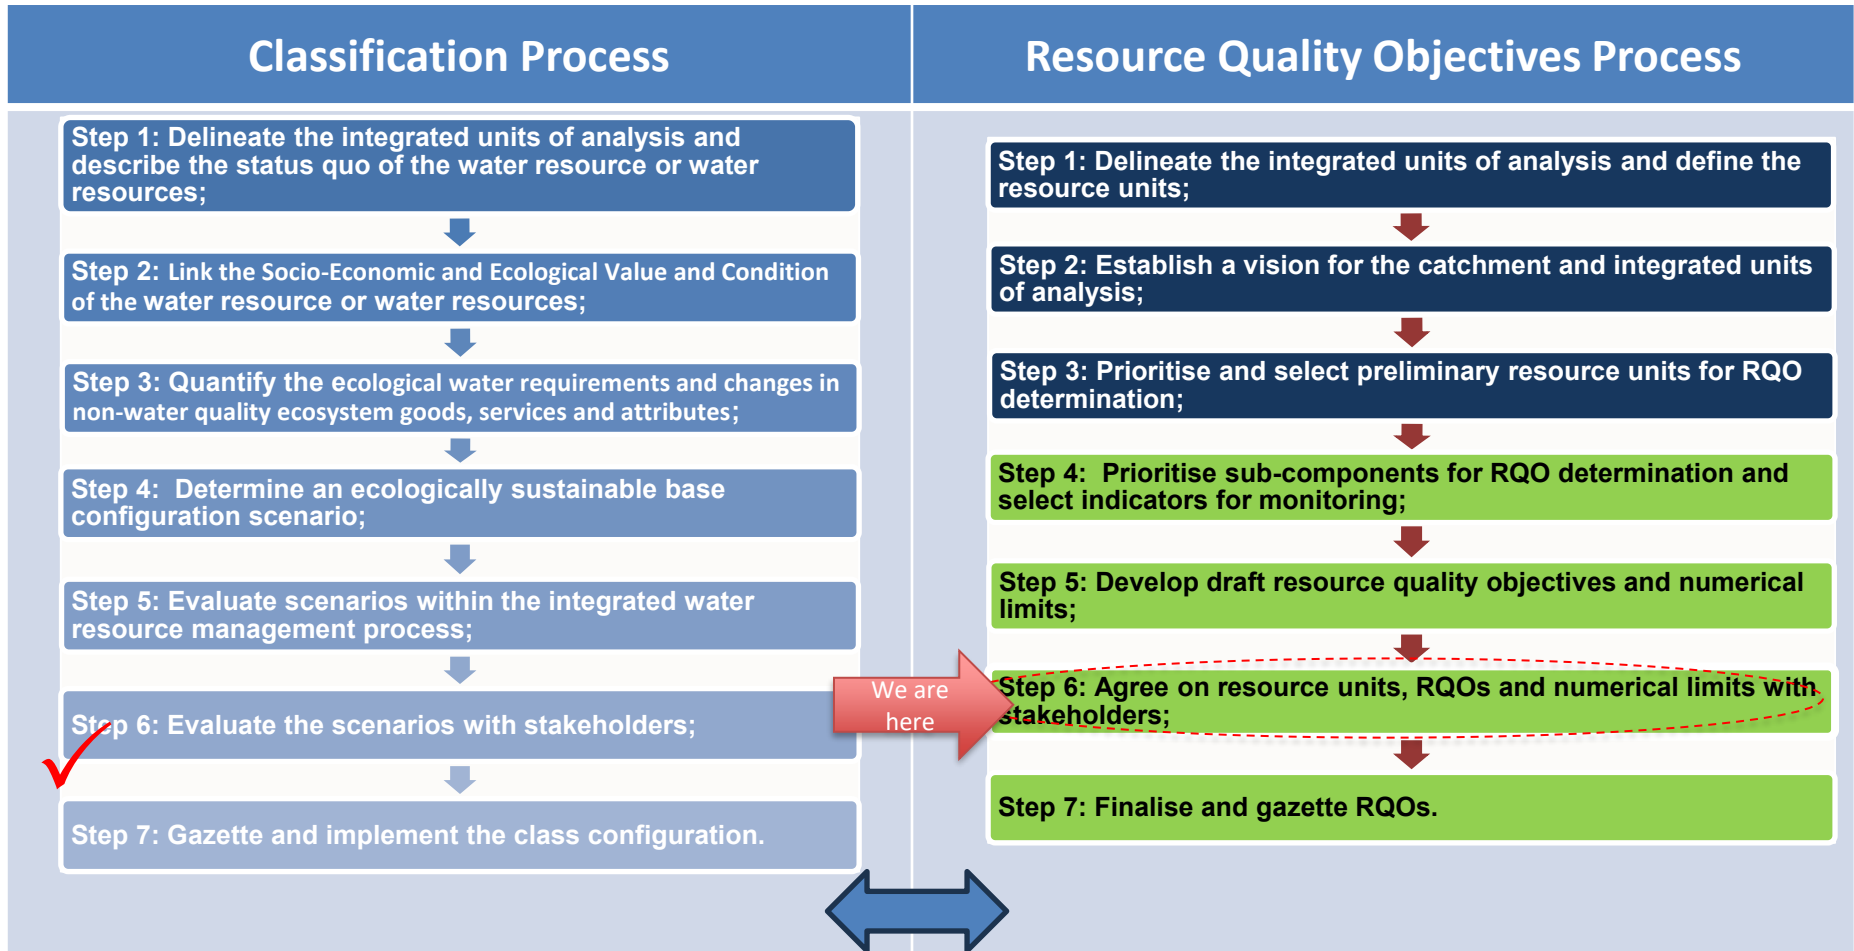 Classification Process
Step 1: Delineate the integrated units of analysis and
describe the status quo of the water resource or water
resources;
Step 2: Link the Socio-Economic and Ecological Value and Condition
of the water resource or water resources;
Step 3: Quantify the ecological water requirements and changes in
non-water quality ecosystem goods, services and attributes;
Step 4: Determine an ecologically sustainable base
configuration scenario;
Step 5: Evaluate scenarios within the integrated water
resource management process;
Step 6: Evaluate the scenarios with stakeholders;
Step 7: Gazette and implement the class configuration.
Resource Quality Objectives Process
Step 1: Delineate the integrated units of analysis and define the
resource units;
Step 2: Establish a vision for the catchment and integrated units
of analysis;
Step 3: Prioritise and select preliminary resource units for RQO
determination;
Step 4: Prioritise sub-components for RQO determination and
select indicators for monitoring;
Step 5: Develop draft resource quality objectives and numerical
limits;
We are
here
Step 6: Agree on resource units, RQOs and numerical limits with
stakeholders;
Step 7: Finalise and gazette RQOs.